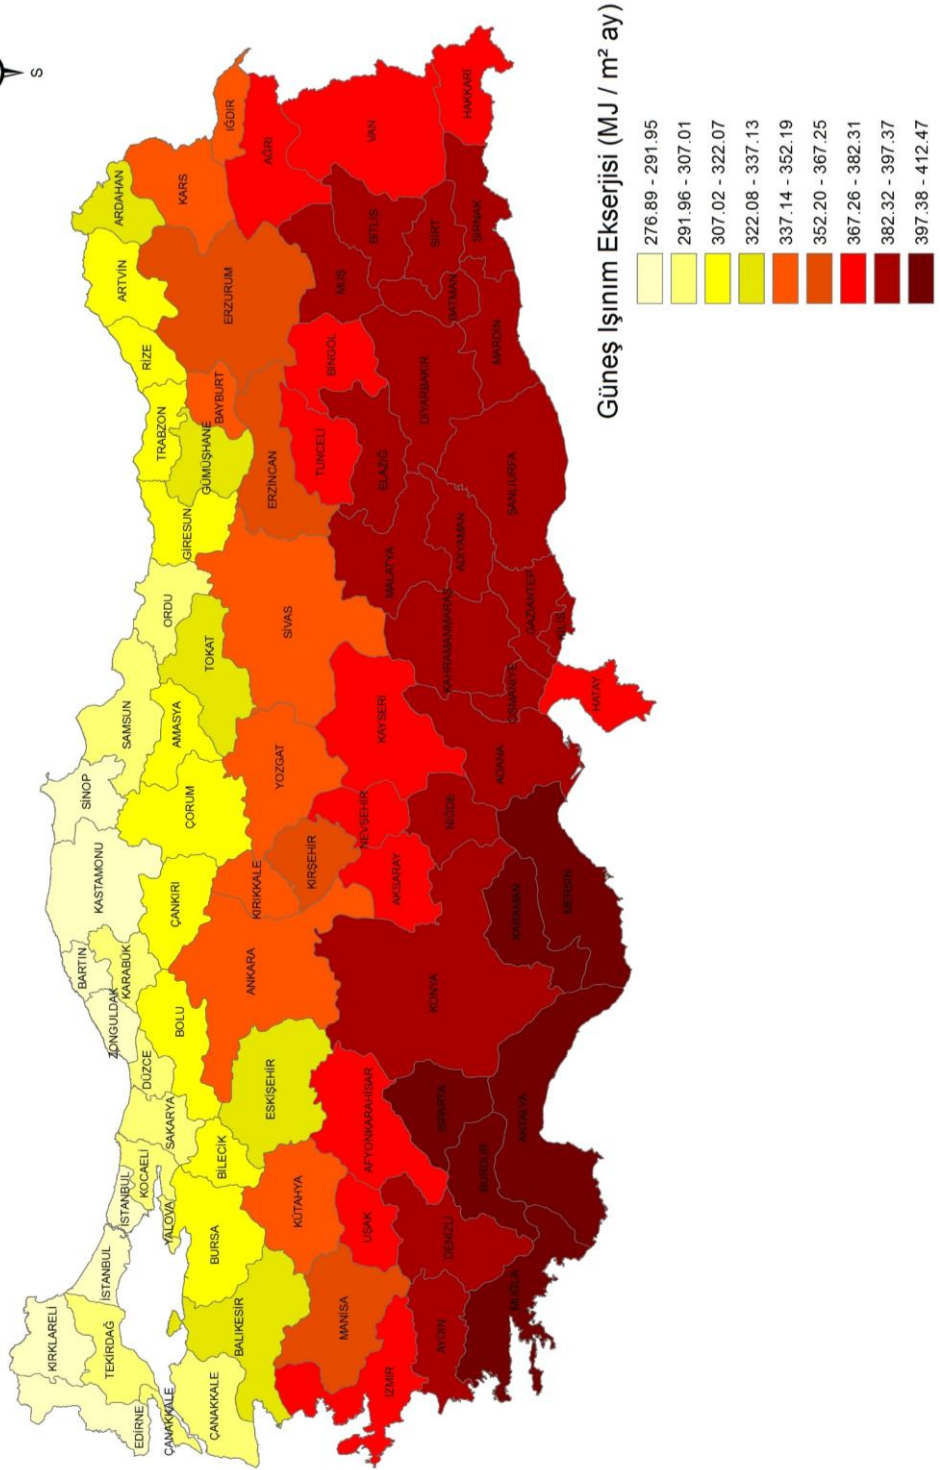 S
KIRKLARELİ
EDİRNE
TEKİRDAĞ
İSTANBUL
İSTANBUL
KOCAELİ
YALOVA
SAKARYA
DÜZCE
ZONGULDAK
BARTIN
KARABÜK
KASTAMONU
SİNOP
SAMSUN
ORDU
GİRESUN
TRABZON
RİZE
ARTVİN
ARDAHAN
ÇANAKKALE
ÇANAKKALE
BALIKESİR
BURSA
BİLECİK
BOLU
ÇANKIRI
ÇORUM
AMASYA
TOKAT
GÜMÜŞHANE
BAYBURT
ERZURUM
KARS
IĞDIR
AĞRI
KÜTAHYA
ESKİŞEHİR
ANKARA
KIRIKKALE
KIRŞEHİR
YOZGAT
SİVAS
ERZİNCAN
TUNCELİ
BİNGÖL
MUŞ
BİTLİS
VAN
HAKKARİ
MANİSA
İZMİR
UŞAK
AFYONKARAHİSAR
AKSARAY
NEVŞEHİR
KAYSERİ
MALATYA
ELAZIĞ
DİYARBAKIR
BATMAN
SİİRT
ŞIRNAK
AYDIN
DENİZLİ
ISPARTA
BURDUR
KONYA
NİĞDE
KAHRAMANMARAŞ
ADIYAMAN
ŞANLIURFA
MARDİN
MUĞLA
ANTALYA
KARAMAN
MERSİN
ADANA
OSMANİYE
GAZİANTEP
KİLİS
HATAY
Güneş Işınım Ekserjisi (MJ / m² ay)
276.89 - 291.95
291.96 - 307.01
307.02 - 322.07
322.08 - 337.13
337.14 - 352.19
352.20 - 367.25
367.26 - 382.31
382.32 - 397.37
397.38 - 412.47